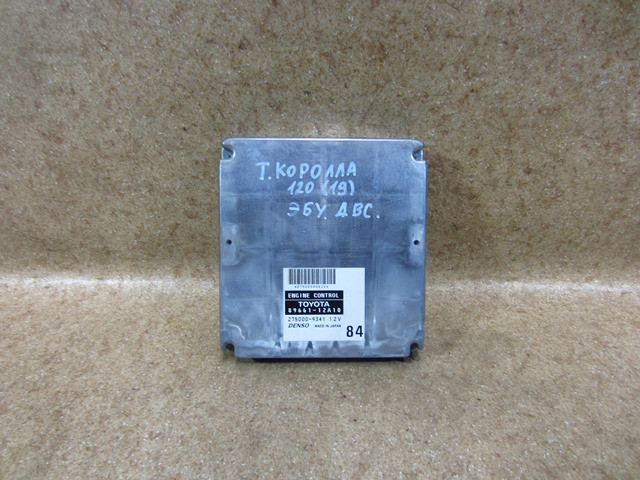 Т. КОРОЛЛА
120 (19)
ЭБУ. ДВС.
ENGINE CONTROL
TOYOTA
89661-12A10
275000-9341 12V
DENSO MADE IN JAPAN
84